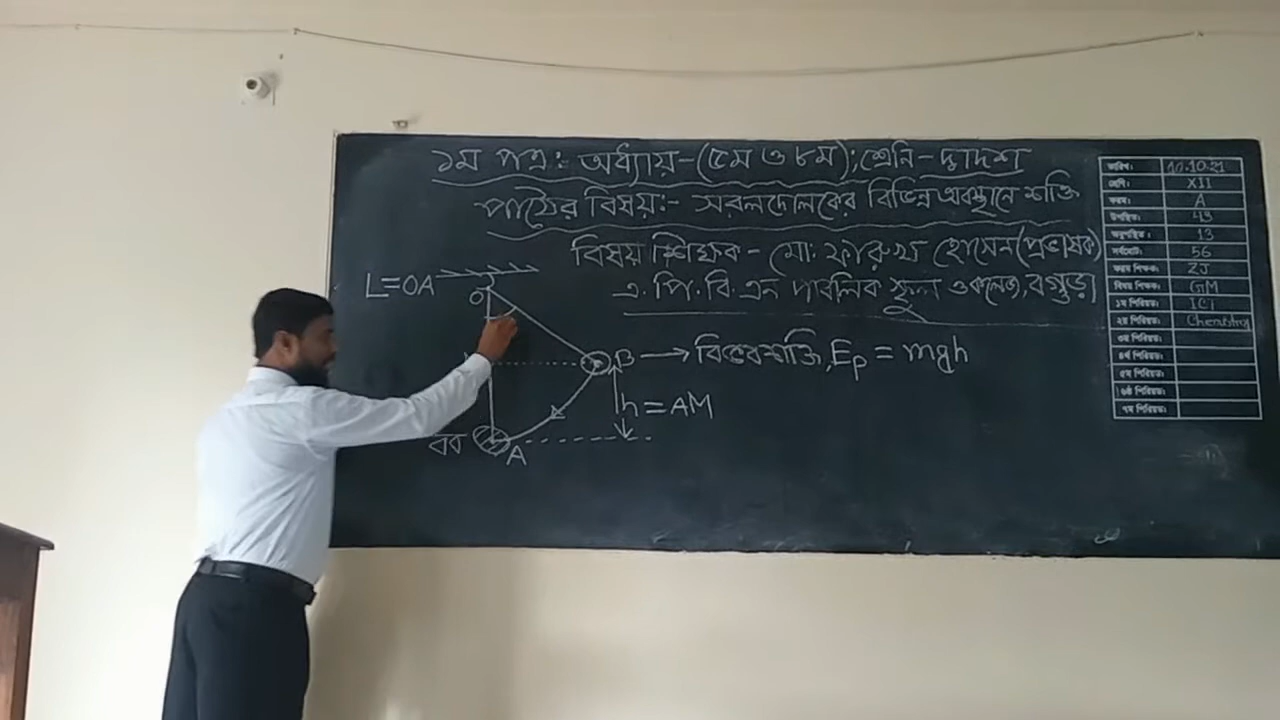 ১ম পত্র:- অধ্যায়-(৫ম ও ৮ম);শ্রেনি-দ্বাদশ
পাঠের বিষয়:- সরলদোলকের বিভিন্ন অবস্থানে শক্তি
বিষয় শিক্ষক- মো: ফারুখ হোসেন(প্রভাষক)
এ.পি.বি.এন পাবলিক স্কুল ও কলেজ,বগুড়া
L=OA
O
B → বিভবশক্তি,Ep = mgh
h = AM
বব
A
তারিখ: 10.10.21
শ্রেণি: XII
ফরম: A
উপস্থিত: 43
অনুপস্থিত: 13
সর্বমোট: 56
ফরম শিক্ষক: ZJ
বিষয় শিক্ষক: GM
১ম পিরিয়ড: ICT
২য় পিরিয়ড: Chemistry
৩য় পিরিয়ড:
৪র্থ পিরিয়ড:
৫ম পিরিয়ড:
৬ষ্ঠ পিরিয়ড:
৭ম পিরিয়ড: